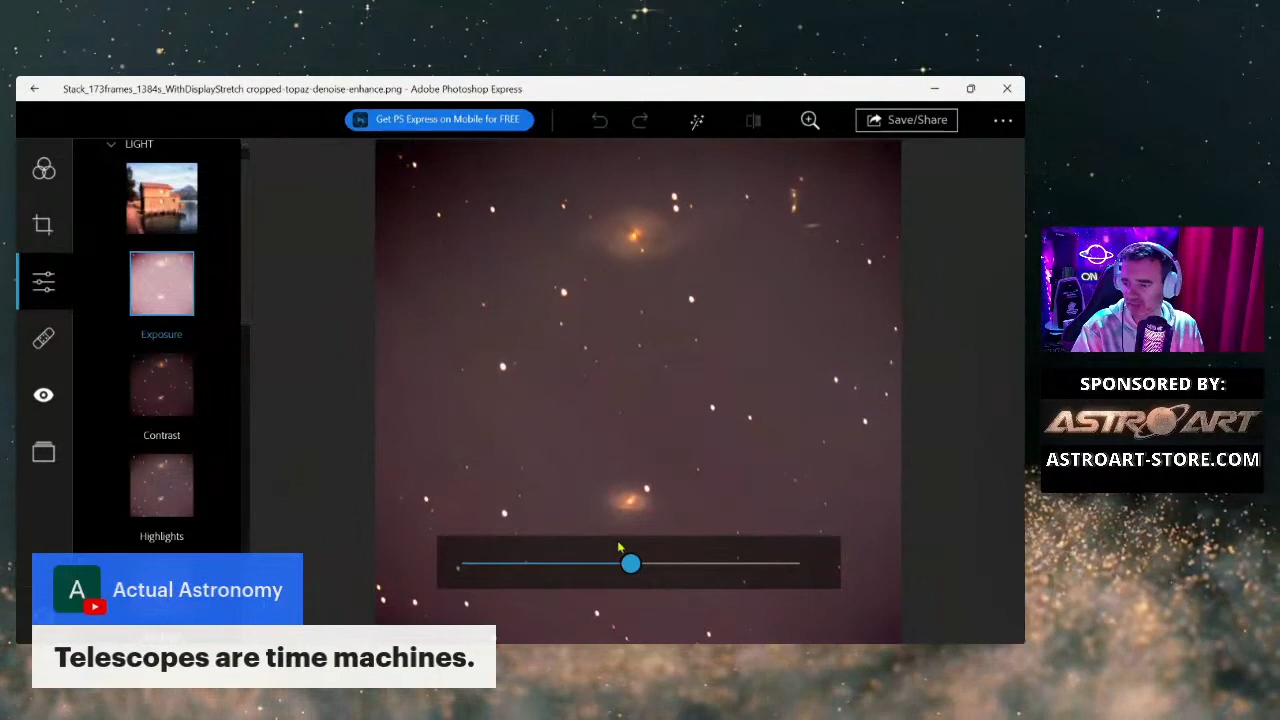 Stack_173frames_1384s_WithDisplayStretch cropped-topaz-denoise-enhance.png - Adobe Photoshop Express
Get PS Express on Mobile for FREE
Save/Share
LIGHT
Exposure
Contrast
Highlights
ON
SPONSORED BY:
ASTROART
ASTROART-STORE.COM
A
Actual Astronomy
Telescopes are time machines.